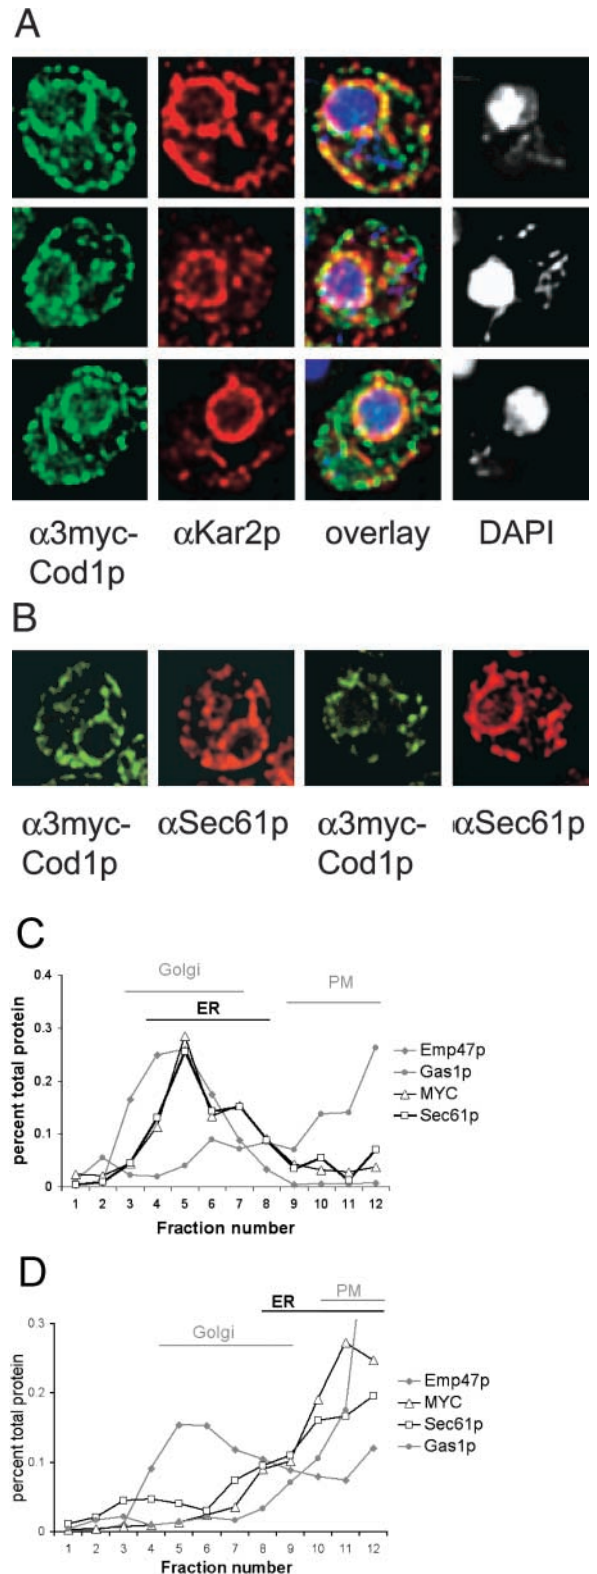 A
α3myc-
Cod1p
αKar2p
overlay
DAPI
B
α3myc-
Cod1p
αSec61p
α3myc-
Cod1p
αSec61p
C
Golgi
PM
ER
0.4
0.3
0.2
0.1
0
percent total protein
1 2 3 4 5 6 7 8 9 10 11 12
Fraction number
Emp47p
Gas1p
MYC
Sec61p
D
PM
ER
Golgi
0.3
0.2
0.1
0
percent total protein
1 2 3 4 5 6 7 8 9 10 11 12
Fraction number
Emp47p
MYC
Sec61p
Gas1p